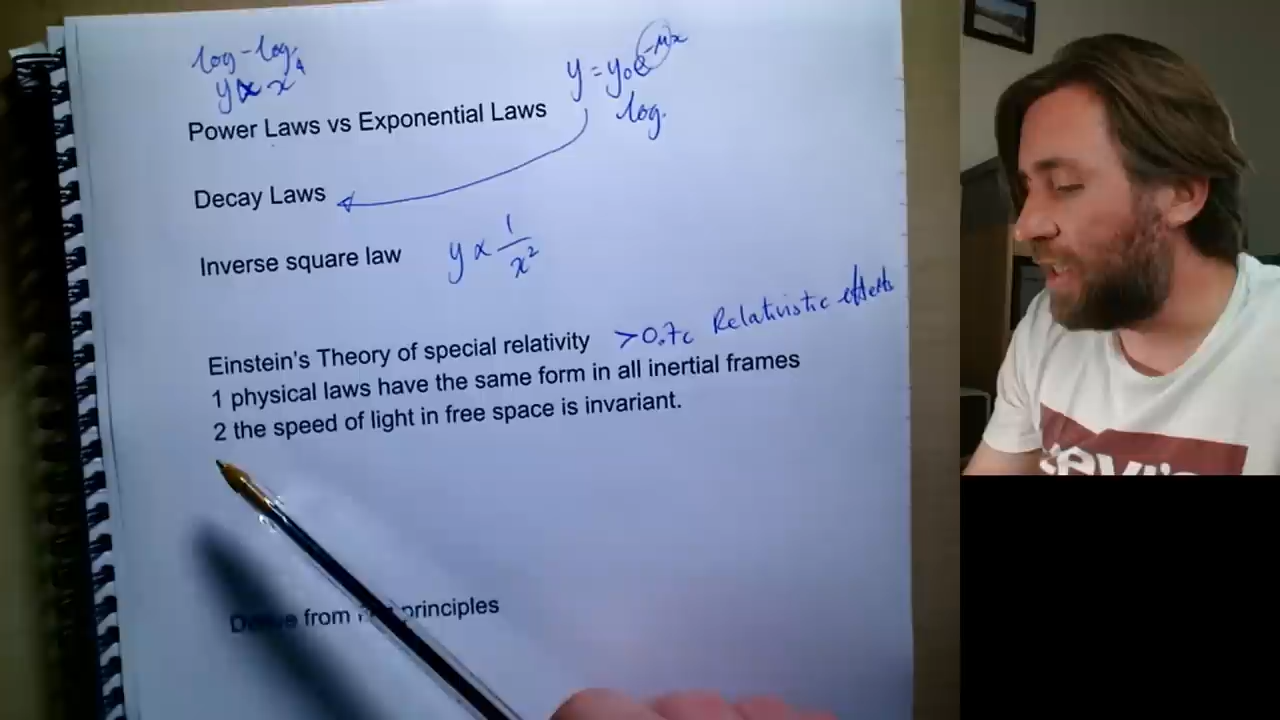 log-log
y ∝ x⁴
y = y₀e^-μx
log.
Power Laws vs Exponential Laws
Decay Laws
Inverse square law y ∝ 1/x²
Einstein's Theory of special relativity >0.7c Relativistic effects
1 physical laws have the same form in all inertial frames
2 the speed of light in free space is invariant.
from principles